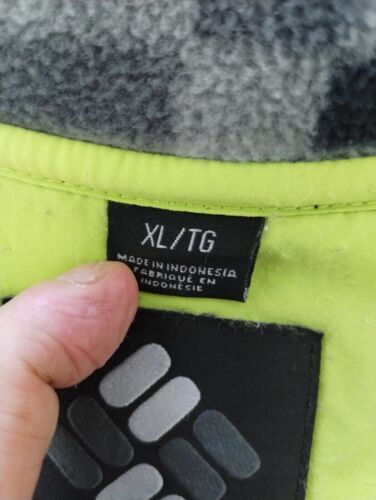 XL/TG
MADE IN INDONESIA
FABRIQUÉ EN
INDONÉSIE